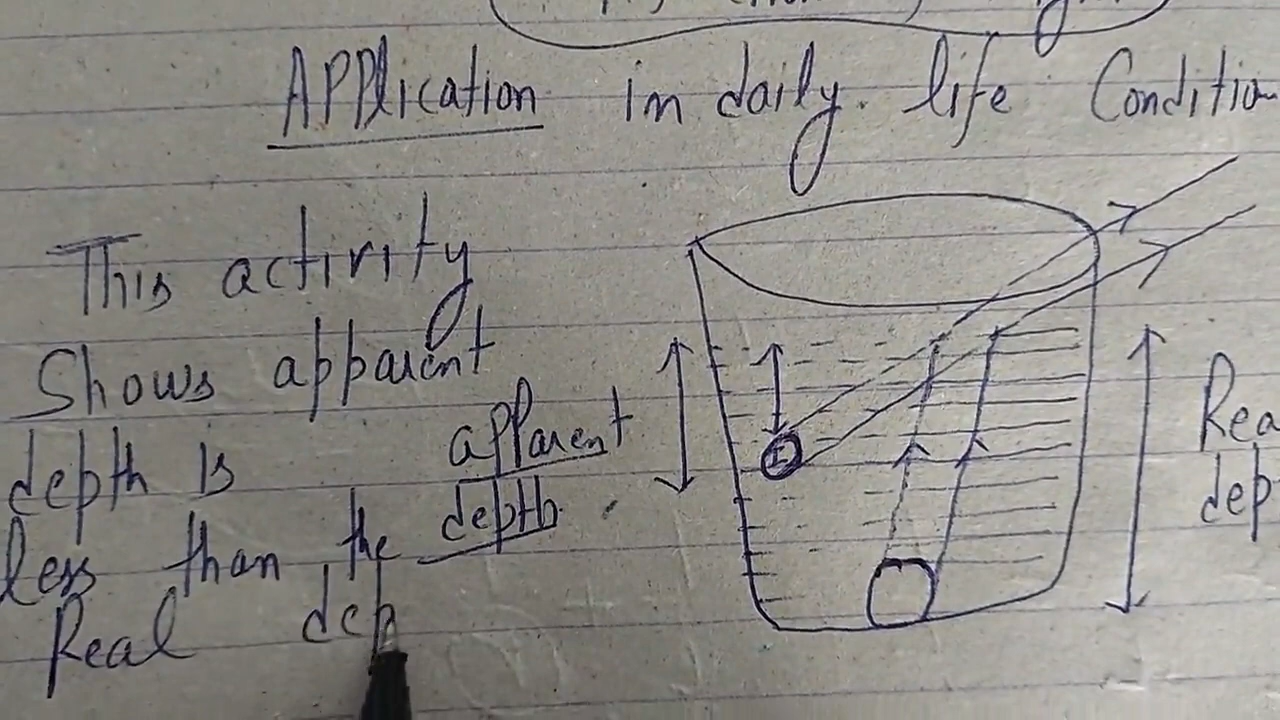 Application in daily. life Condition
This activity
Shows apparent
depth is
less than the
Real dep
apparent
depth.
Rea
dep